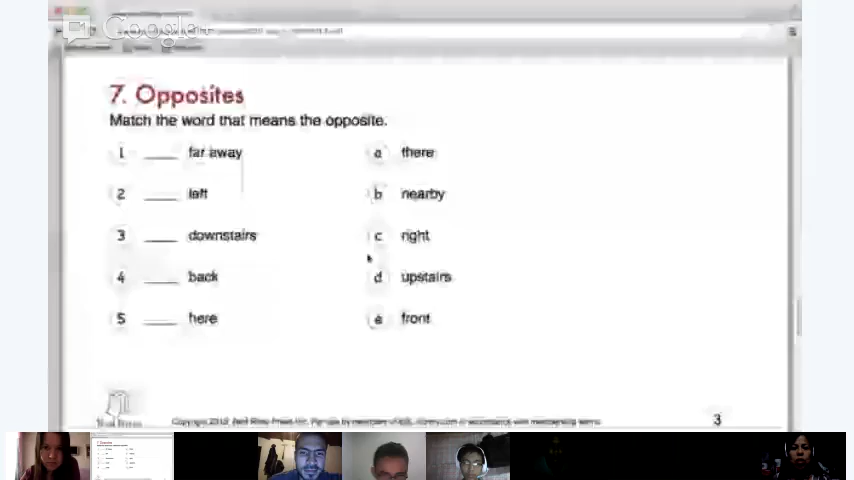 Google+
7. Opposites
Match the word that means the opposite.
1 ____ far away a there
2 ____ left b nearby
3 ____ downstairs c right
4 ____ back d upstairs
5 ____ here e front
3